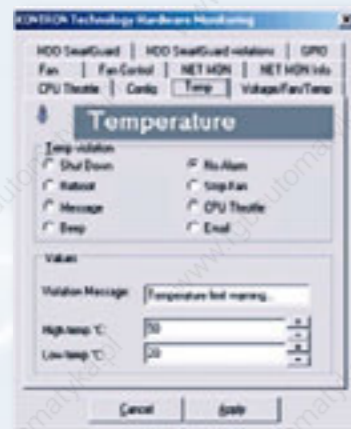 KONTRON Technology Hardware Monitoring
HDD SmartGuard HDD SmartGuard violations GPIO
Fan Fan Control NET MON NET MON Info
CPU Throttle Config Temp Voltage/Fan/Temp
Temperature
Temp violation
Shut Down No Alarm
Reboot Stop Fan
Message CPU Throttle
Beep Email
Values
Violation Message: Temperature limit warning...
High temp °C: 50
Low temp °C: 20
Cancel Apply